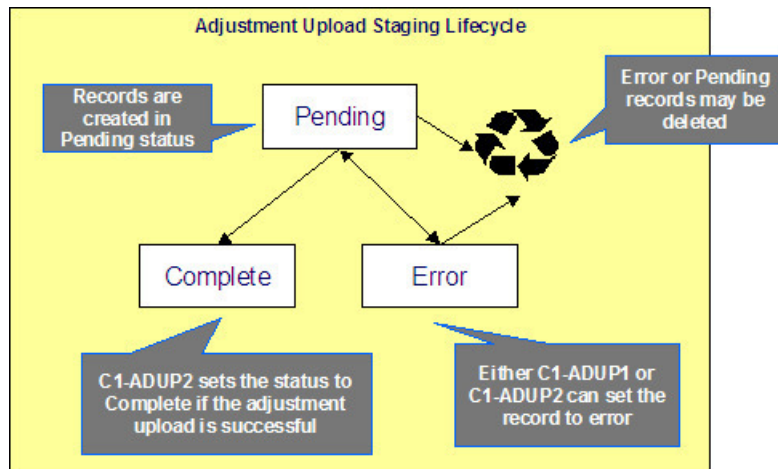 Adjustment Upload Staging Lifecycle
Records are
created in
Pending status
Pending
Error or Pending
records may be
deleted
Complete
Error
C1-ADUP2 sets the status to
Complete if the adjustment
upload is successful
Either C1-ADUP1 or
C1-ADUP2 can set the
record to error